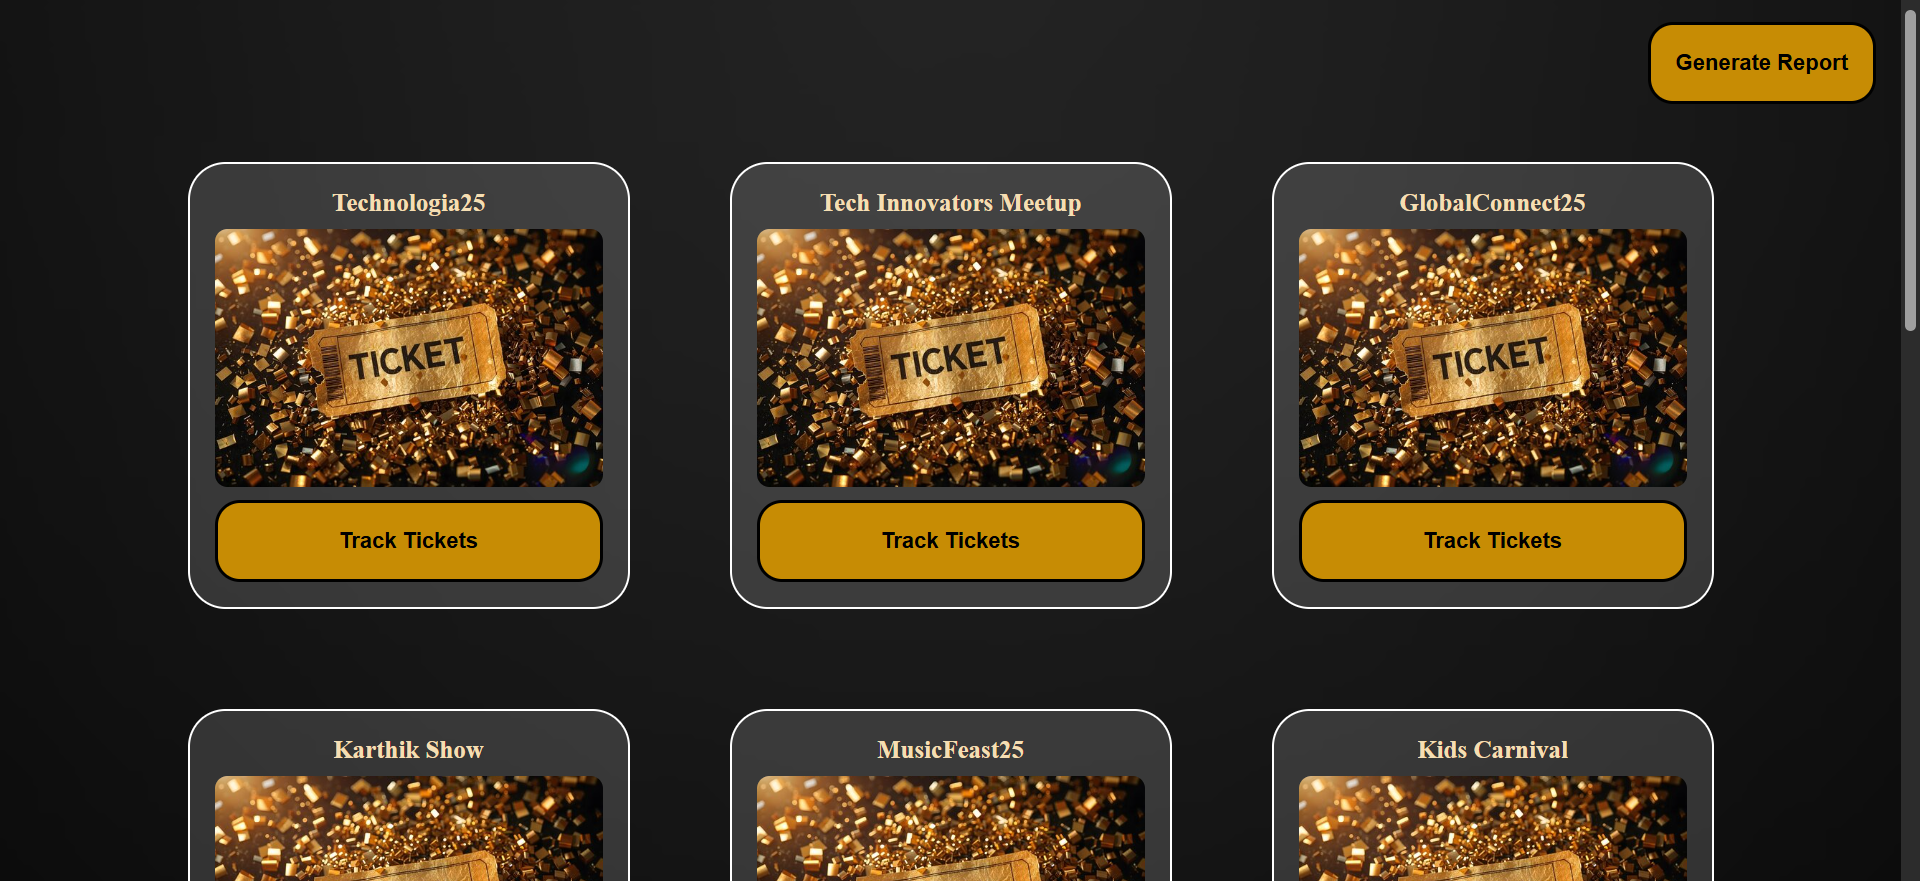 Generate Report
Technologia25
Tech Innovators Meetup
GlobalConnect25
TICKET
TICKET
TICKET
Track Tickets
Track Tickets
Track Tickets
Karthik Show
MusicFeast25
Kids Carnival